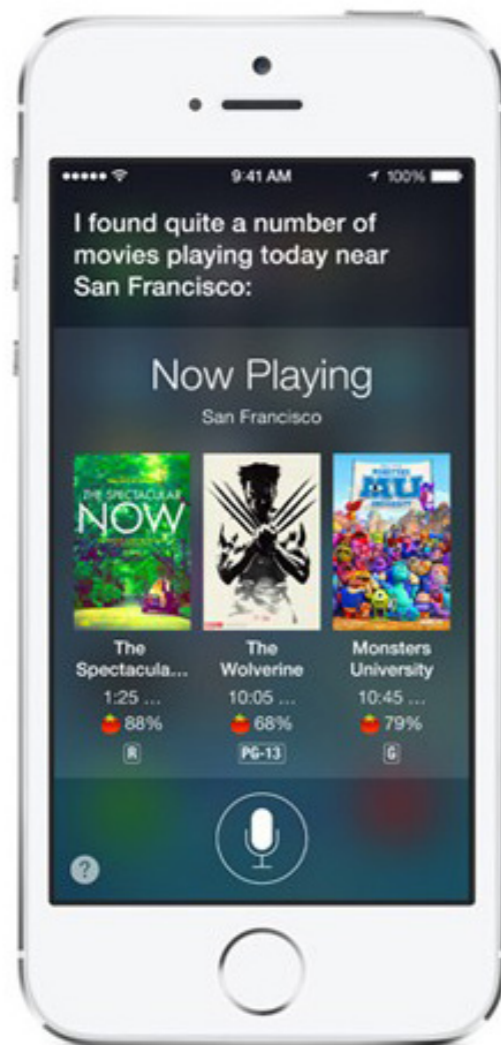 9:41 AM
100%
I found quite a number of
movies playing today near
San Francisco:
Now Playing
San Francisco
THE SPECTACULAR
NOW
MONSTERS
MU
UNIVERSITY
The
Spectacula...
The
Wolverine
Monsters
University
1:25 ...
10:05 ...
10:45 ...
88%
68%
79%
R
PG-13
G
?